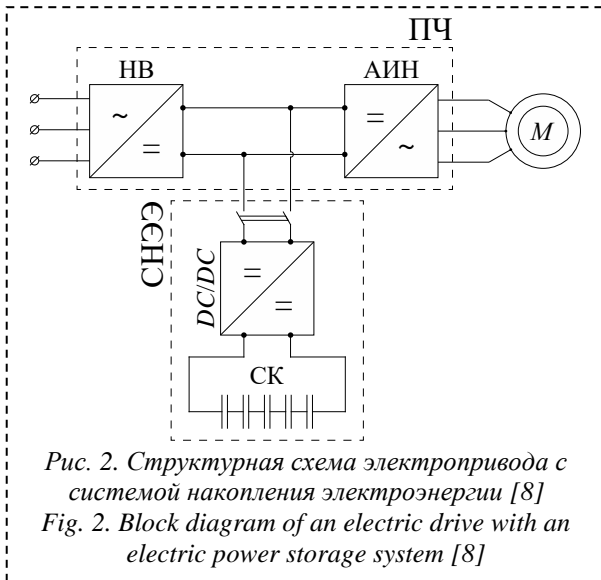 ПЧ
НВ
АИН
~
=
=
~
M
СНЭЭ
DC/DC
=
=
СК
Рис. 2. Структурная схема электропривода с
системой накопления электроэнергии [8]
Fig. 2. Block diagram of an electric drive with an
electric power storage system [8]